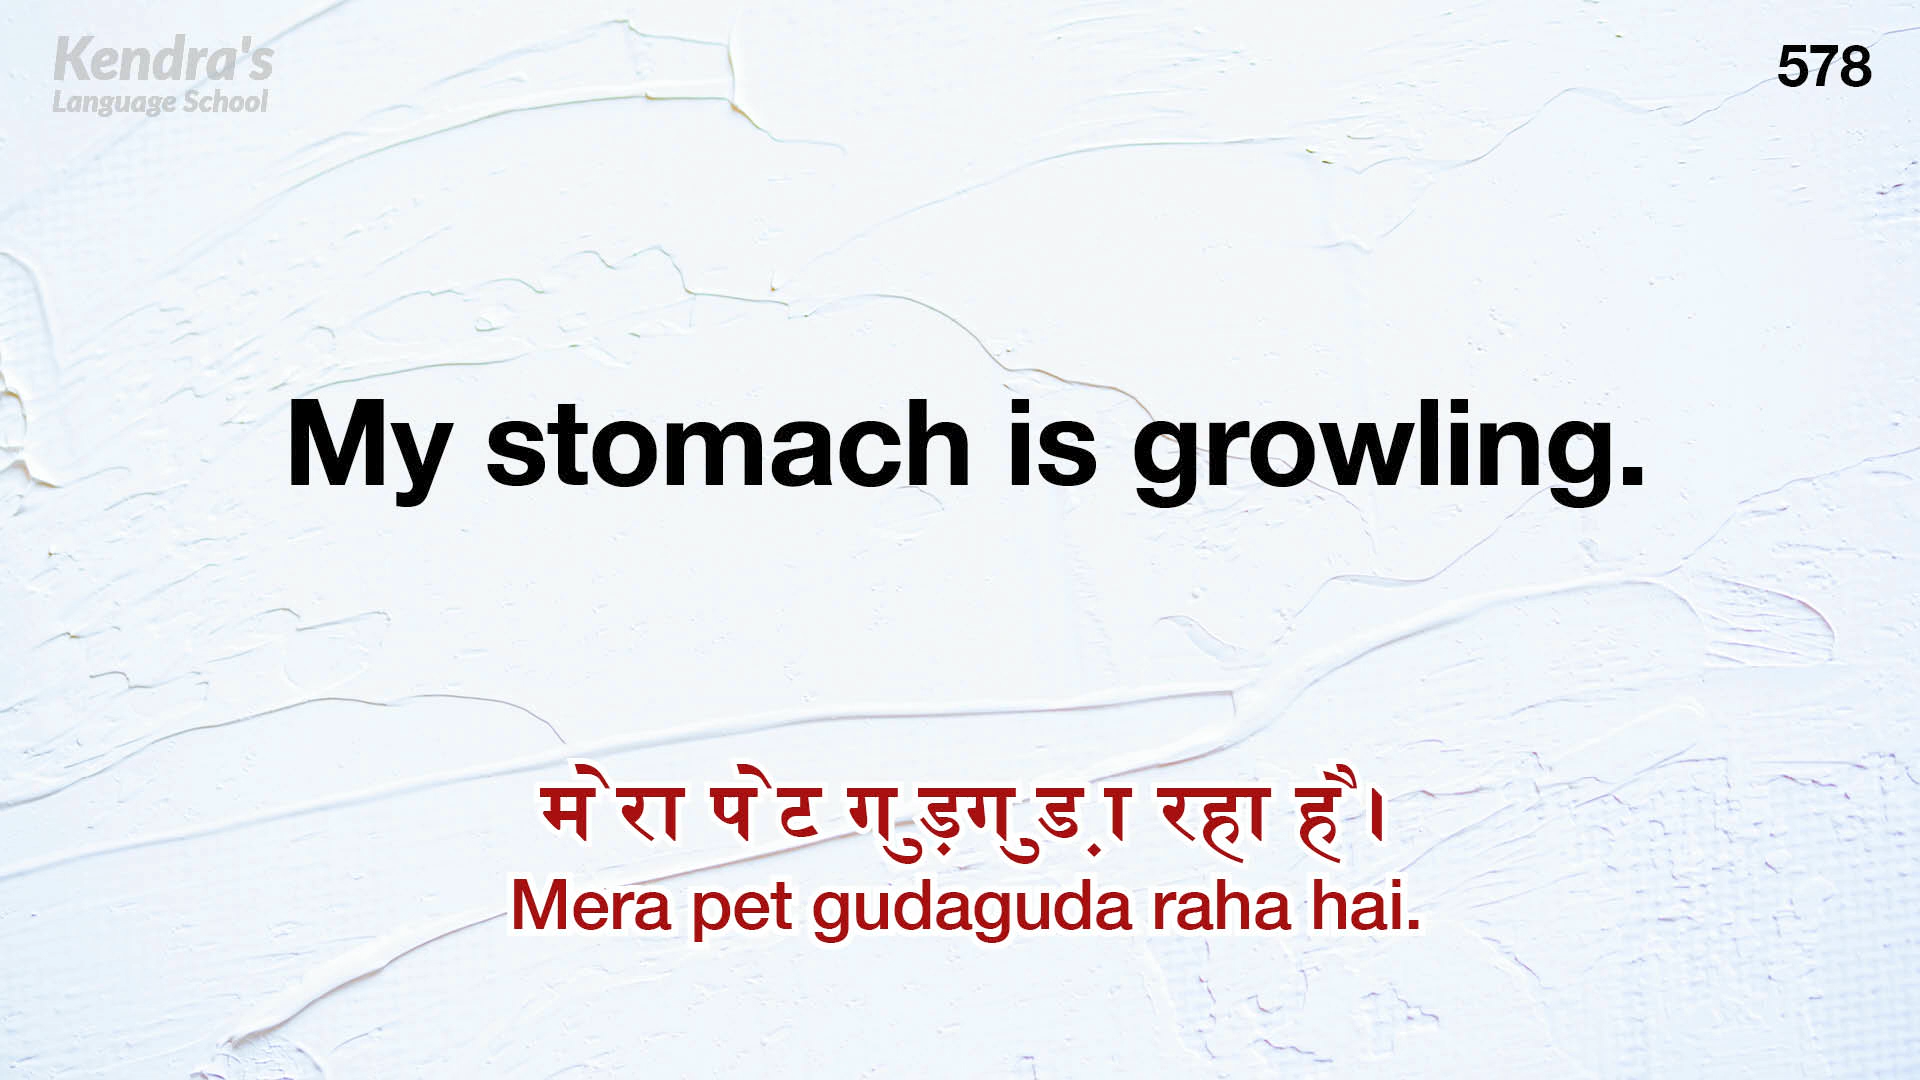 Kendra's
Language School
578
My stomach is growling.
मेरा पेट गुड़गुड़ा रहा है।
Mera pet gudaguda raha hai.